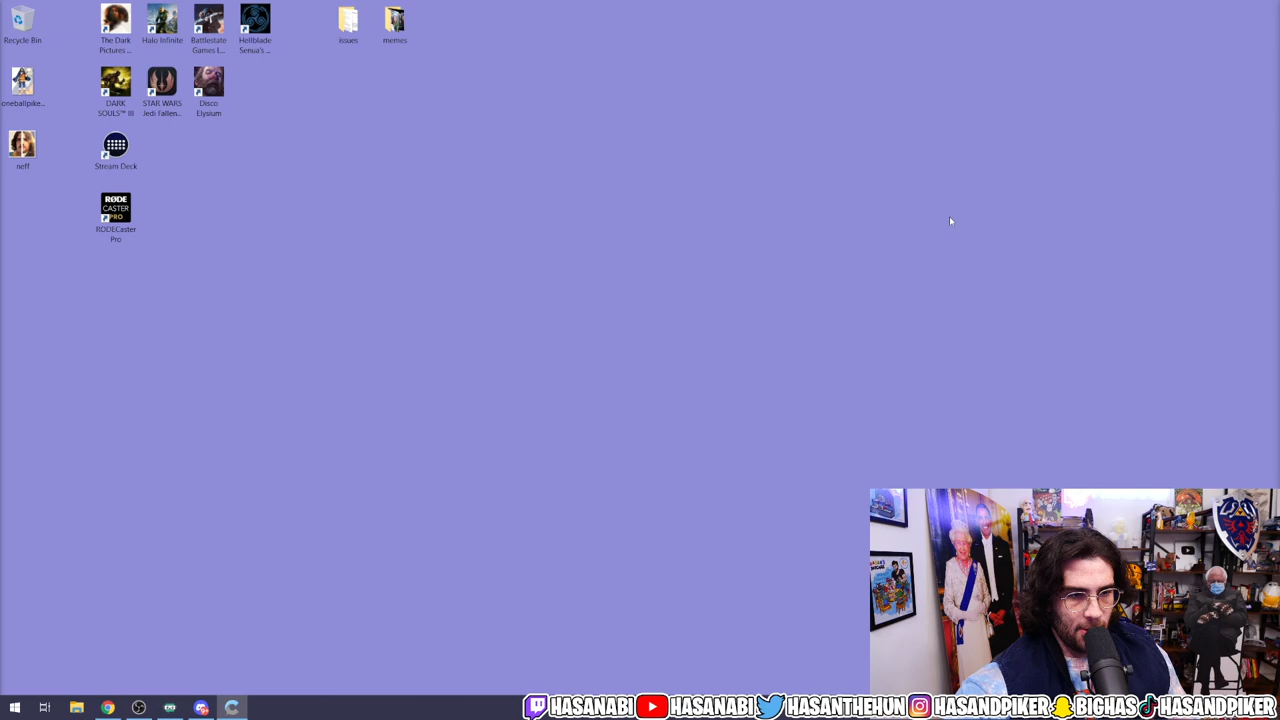 Recycle Bin
The Dark Pictures ...
Halo Infinite
Battlestate Games L...
Hellblade Senua's ...
issues
memes
oneballpike...
DARK SOULS™ III
STAR WARS Jedi Fallen...
Disco Elysium
neff
Stream Deck
RØDE
CASTER
PRO
RODECaster Pro
HASANABI HASANABI HASANTHEHUN HASANDPIKER BIGHAS HASANDPIKER